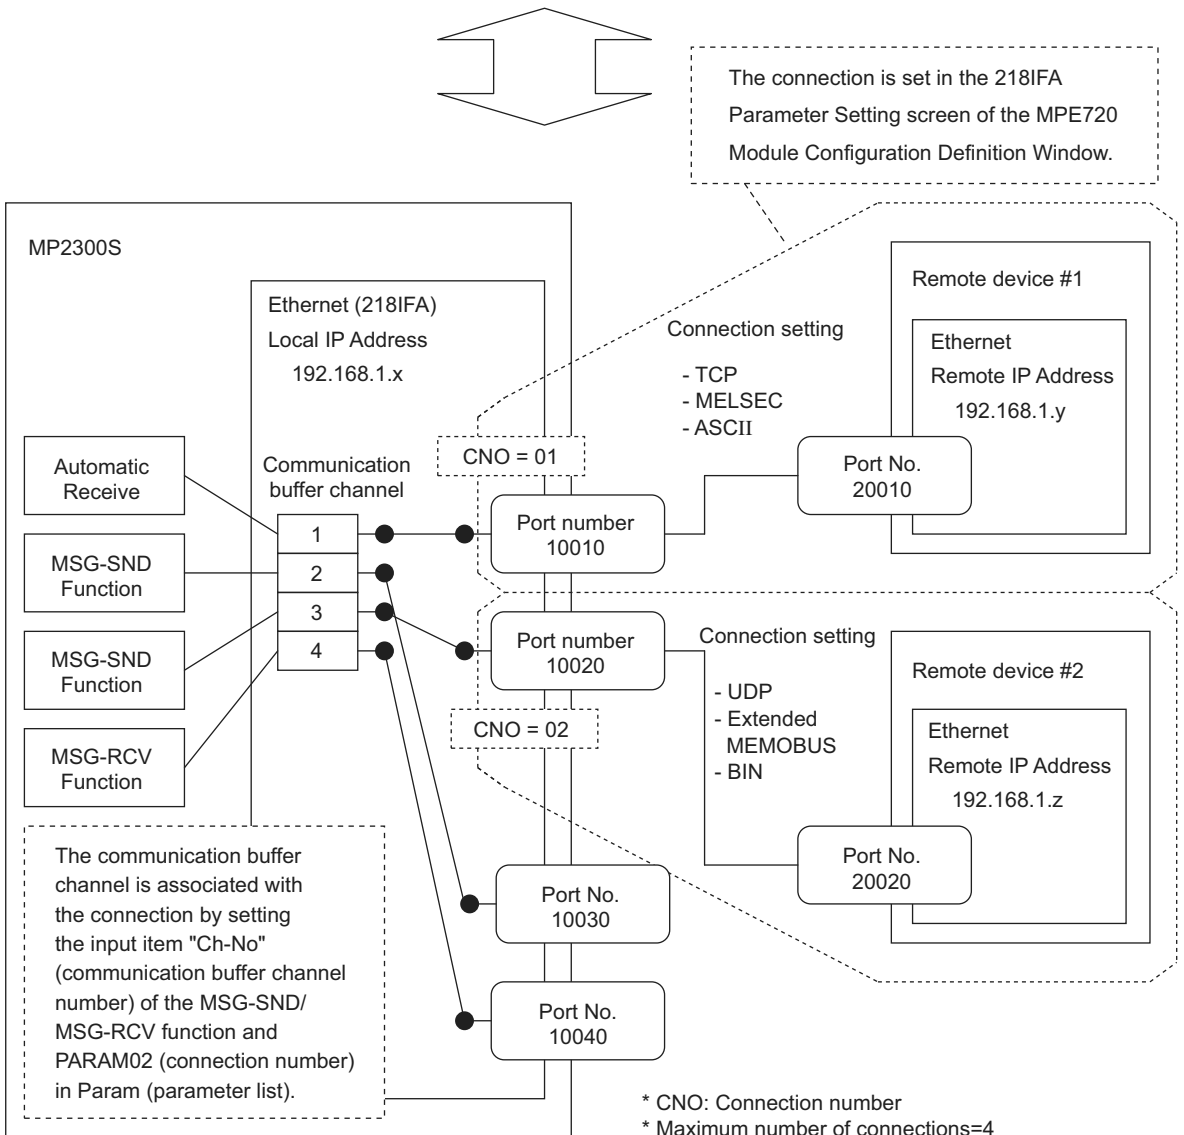 The connection is set in the 218IFA
Parameter Setting screen of the MPE720
Module Configuration Definition Window.
MP2300S
Ethernet (218IFA)
Local IP Address
192.168.1.x
Remote device #1
Ethernet
Remote IP Address
192.168.1.y
Connection setting
- TCP
- MELSEC
- ASCII
Port No.
20010
CNO = 01
Automatic
Receive
Communication
buffer channel
1
2
3
4
Port number
10010
MSG-SND
Function
MSG-SND
Function
MSG-RCV
Function
Port number
10020
CNO = 02
Connection setting
- UDP
- Extended
MEMOBUS
- BIN
Remote device #2
Ethernet
Remote IP Address
192.168.1.z
Port No.
20020
The communication buffer
channel is associated with
the connection by setting
the input item "Ch-No"
(communication buffer channel
number) of the MSG-SND/
MSG-RCV function and
PARAM02 (connection number)
in Param (parameter list).
Port No.
10030
Port No.
10040
* CNO: Connection number
* Maximum number of connections=4